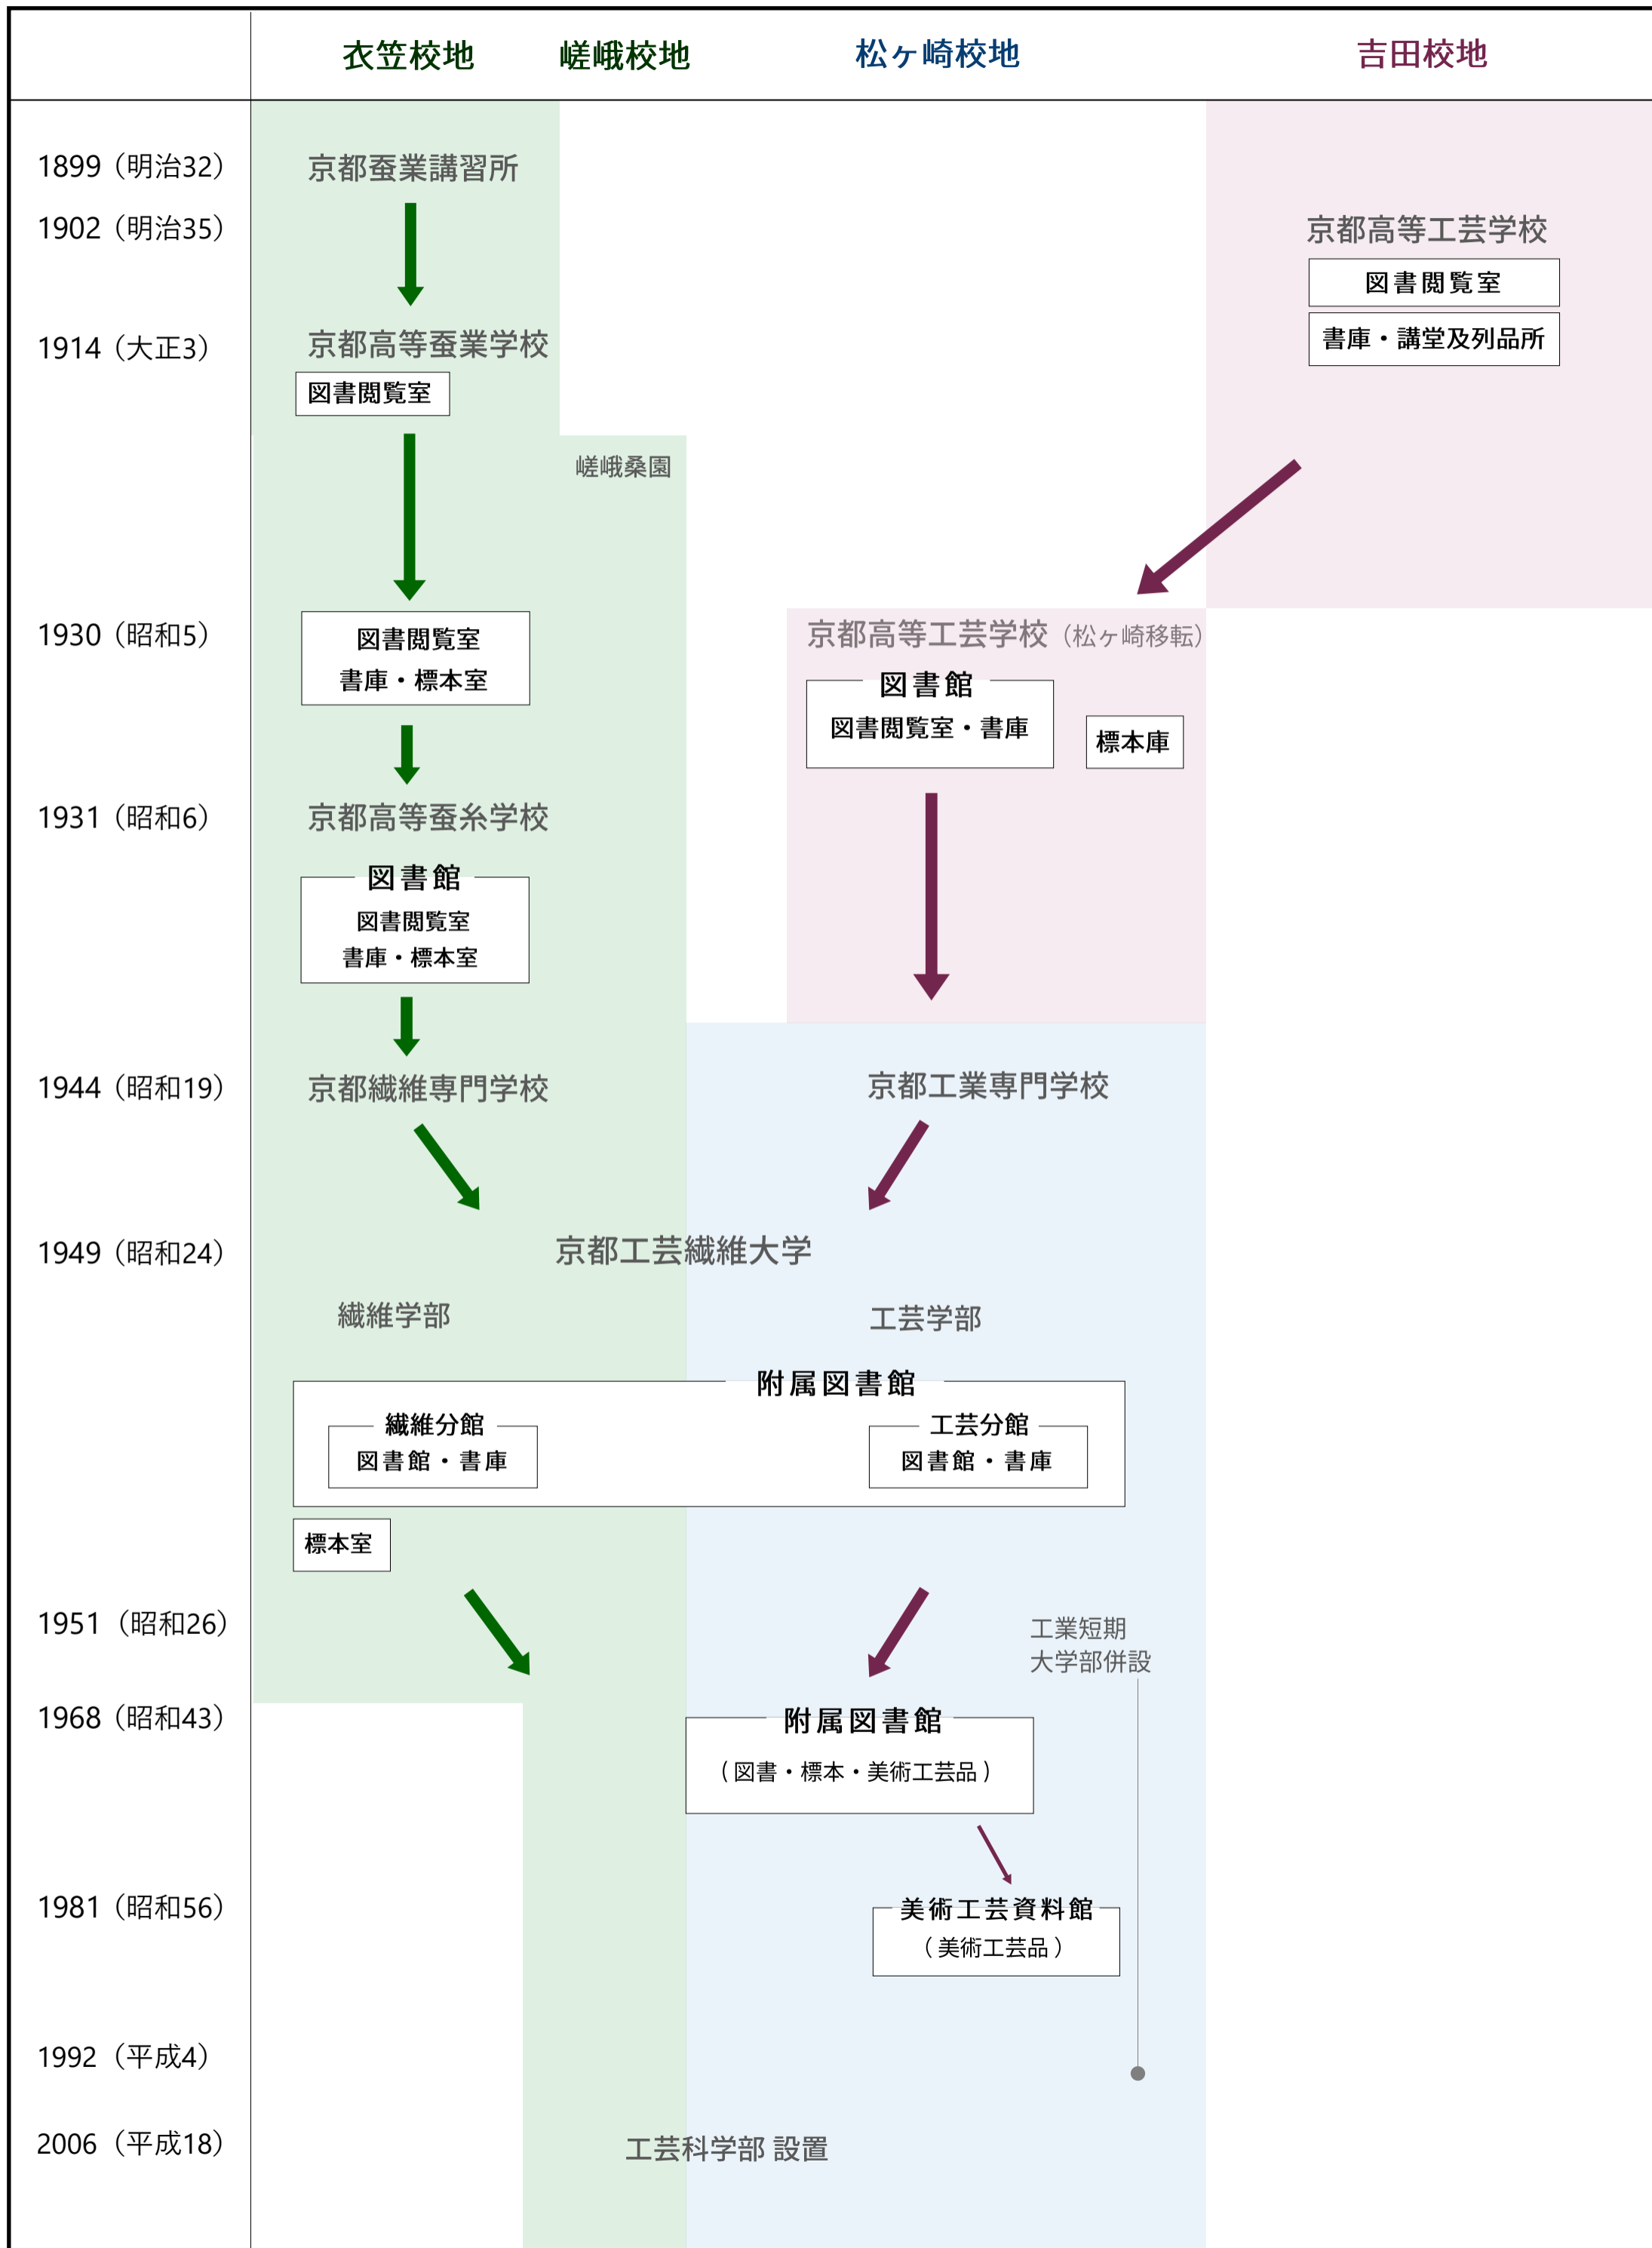 衣笠校地
嵯峨校地
松ヶ崎校地
吉田校地
1899（明治32）
京都蚕業講習所
1902（明治35）
京都高等工芸学校
図書閲覧室
書庫・講堂及列品所
1914（大正3）
京都高等蚕業学校
図書閲覧室
嵯峨桑園
1930（昭和5）
図書閲覧室
書庫・標本室
京都高等工芸学校（松ヶ崎移転）
図書館
図書閲覧室・書庫
標本庫
1931（昭和6）
京都高等蚕糸学校
図書館
図書閲覧室
書庫・標本室
1944（昭和19）
京都繊維専門学校
京都工業専門学校
1949（昭和24）
京都工芸繊維大学
繊維学部
工芸学部
附属図書館
繊維分館
図書館・書庫
工芸分館
図書館・書庫
標本室
1951（昭和26）
工業短期
大学部併設
1968（昭和43）
附属図書館
（図書・標本・美術工芸品）
1981（昭和56）
美術工芸資料館
（美術工芸品）
1992（平成4）
2006（平成18）
工芸科学部 設置